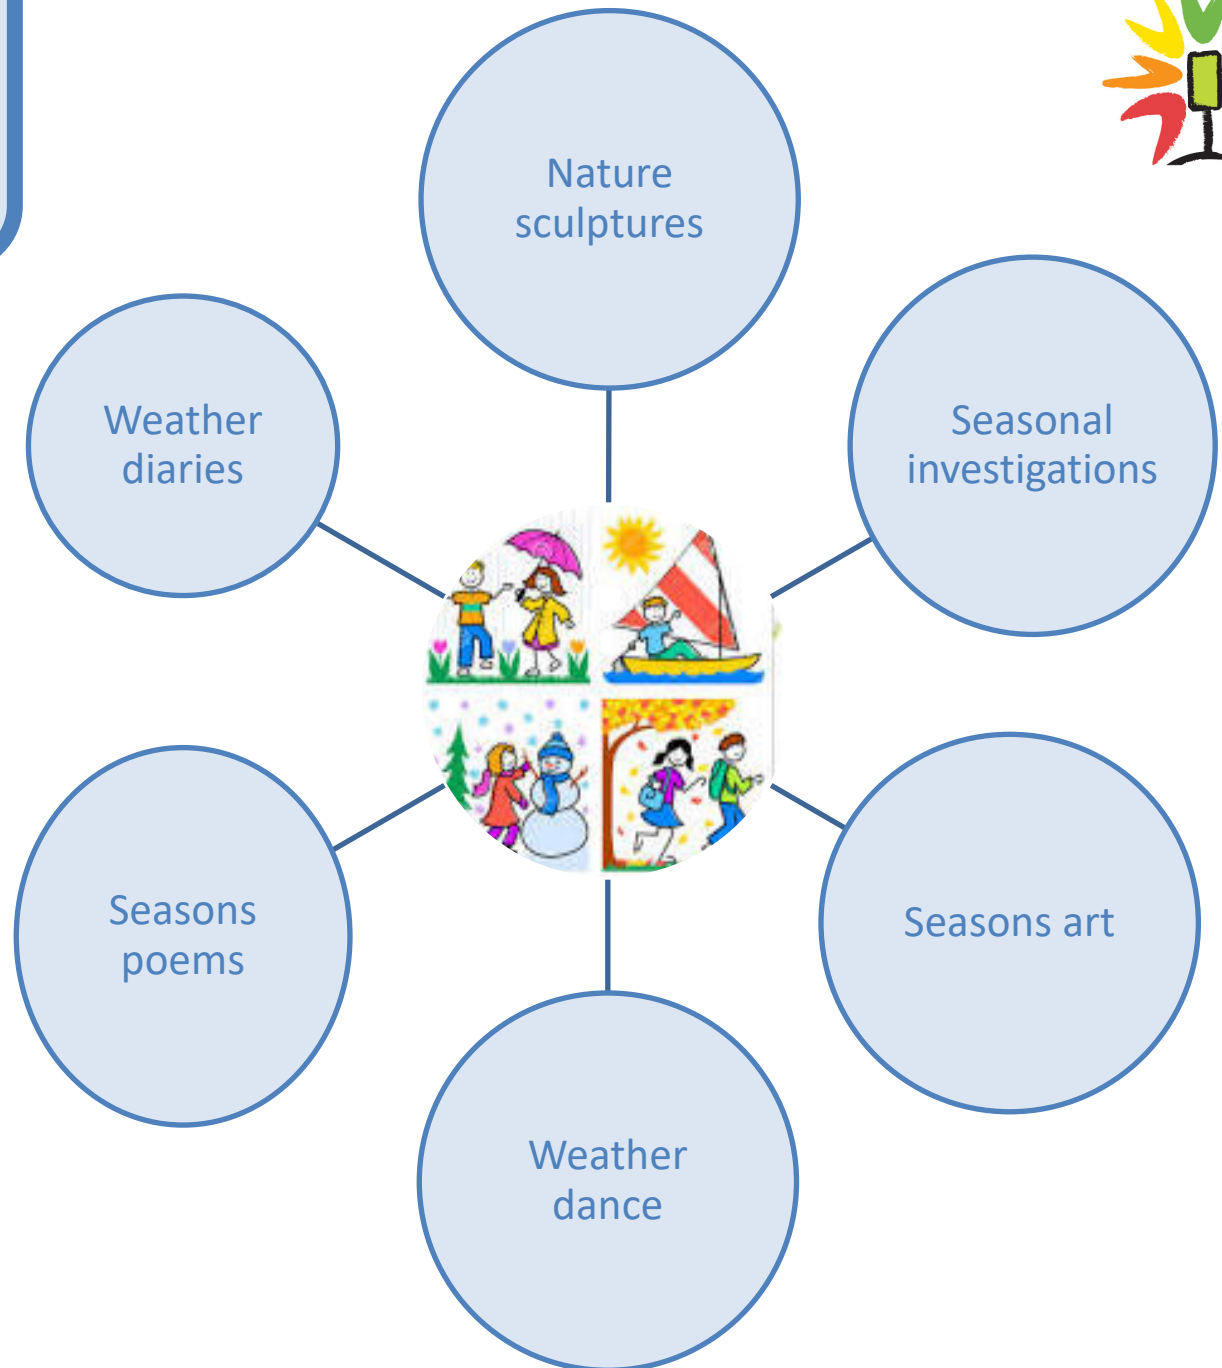 Nature
sculptures
Seasonal
investigations
Seasons art
Weather
dance
Seasons
poems
Weather
diaries